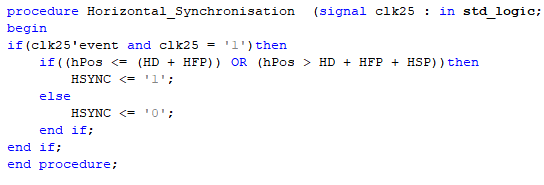 procedure Horizontal_Synchronisation (signal clk25 : in std_logic;
begin
if(clk25'event and clk25 = '1')then
if((hPos <= (HD + HFP)) OR (hPos > HD + HFP + HSP))then
HSYNC <= '1';
else
HSYNC <= '0';
end if;
end if;
end procedure;